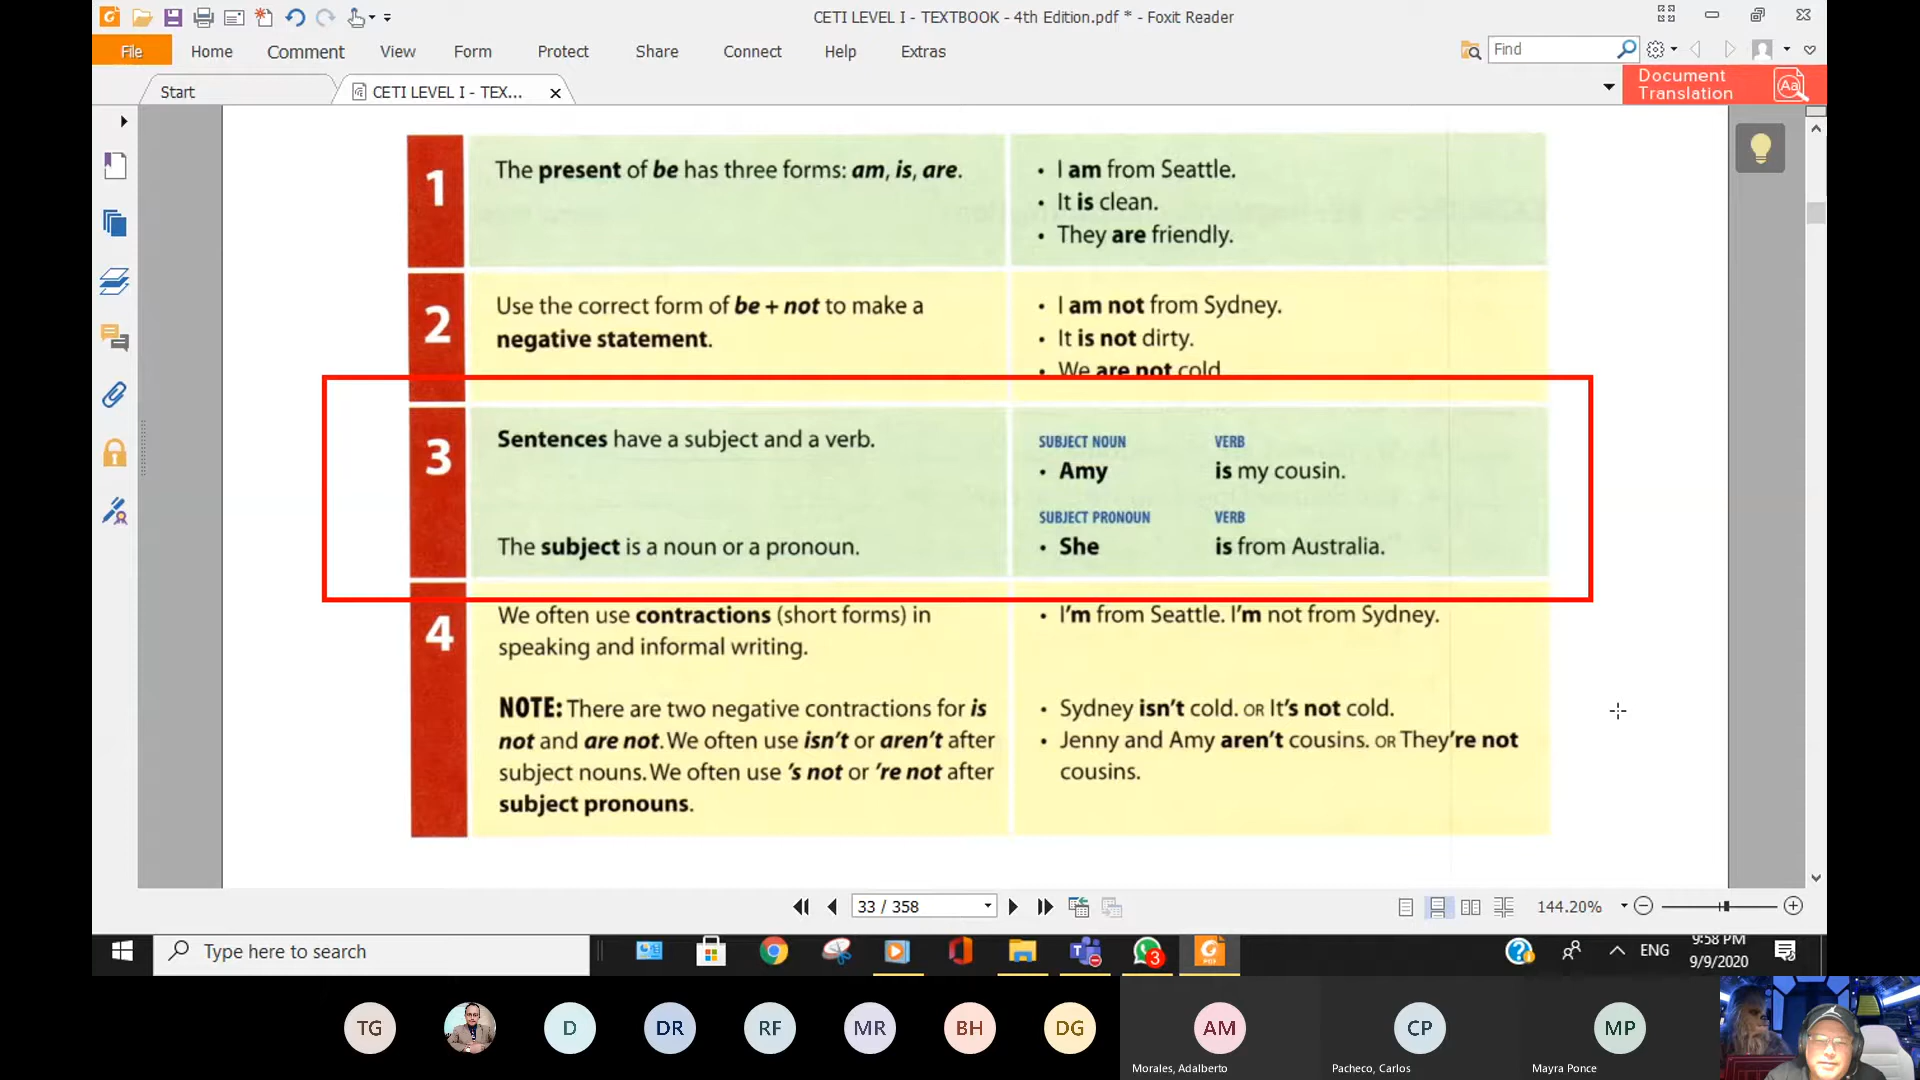 CETI LEVEL I - TEXTBOOK - 4th Edition.pdf * - Foxit Reader
File Home Comment View Form Protect Share Connect Help Extras
Find
Start
CETI LEVEL I - TEX...
Document
Translation
1
The present of be has three forms: am, is, are.
• I am from Seattle.
• It is clean.
• They are friendly.
2
Use the correct form of be + not to make a
negative statement.
• I am not from Sydney.
• It is not dirty.
• We are not cold.
3
Sentences have a subject and a verb.
The subject is a noun or a pronoun.
SUBJECT NOUN VERB
• Amy is my cousin.
SUBJECT PRONOUN VERB
• She is from Australia.
4
We often use contractions (short forms) in
speaking and informal writing.
NOTE: There are two negative contractions for is
not and are not. We often use isn't or aren't after
subject nouns. We often use 's not or 're not after
subject pronouns.
• I'm from Seattle. I'm not from Sydney.
• Sydney isn't cold. OR It's not cold.
• Jenny and Amy aren't cousins. OR They're not
cousins.
33 / 358
144.20%
Type here to search
3
ENG
9:58 PM
9/9/2020
TG D DR RF MR BH DG AM CP MP
Morales, Adalberto
Pacheco, Carlos
Mayra Ponce